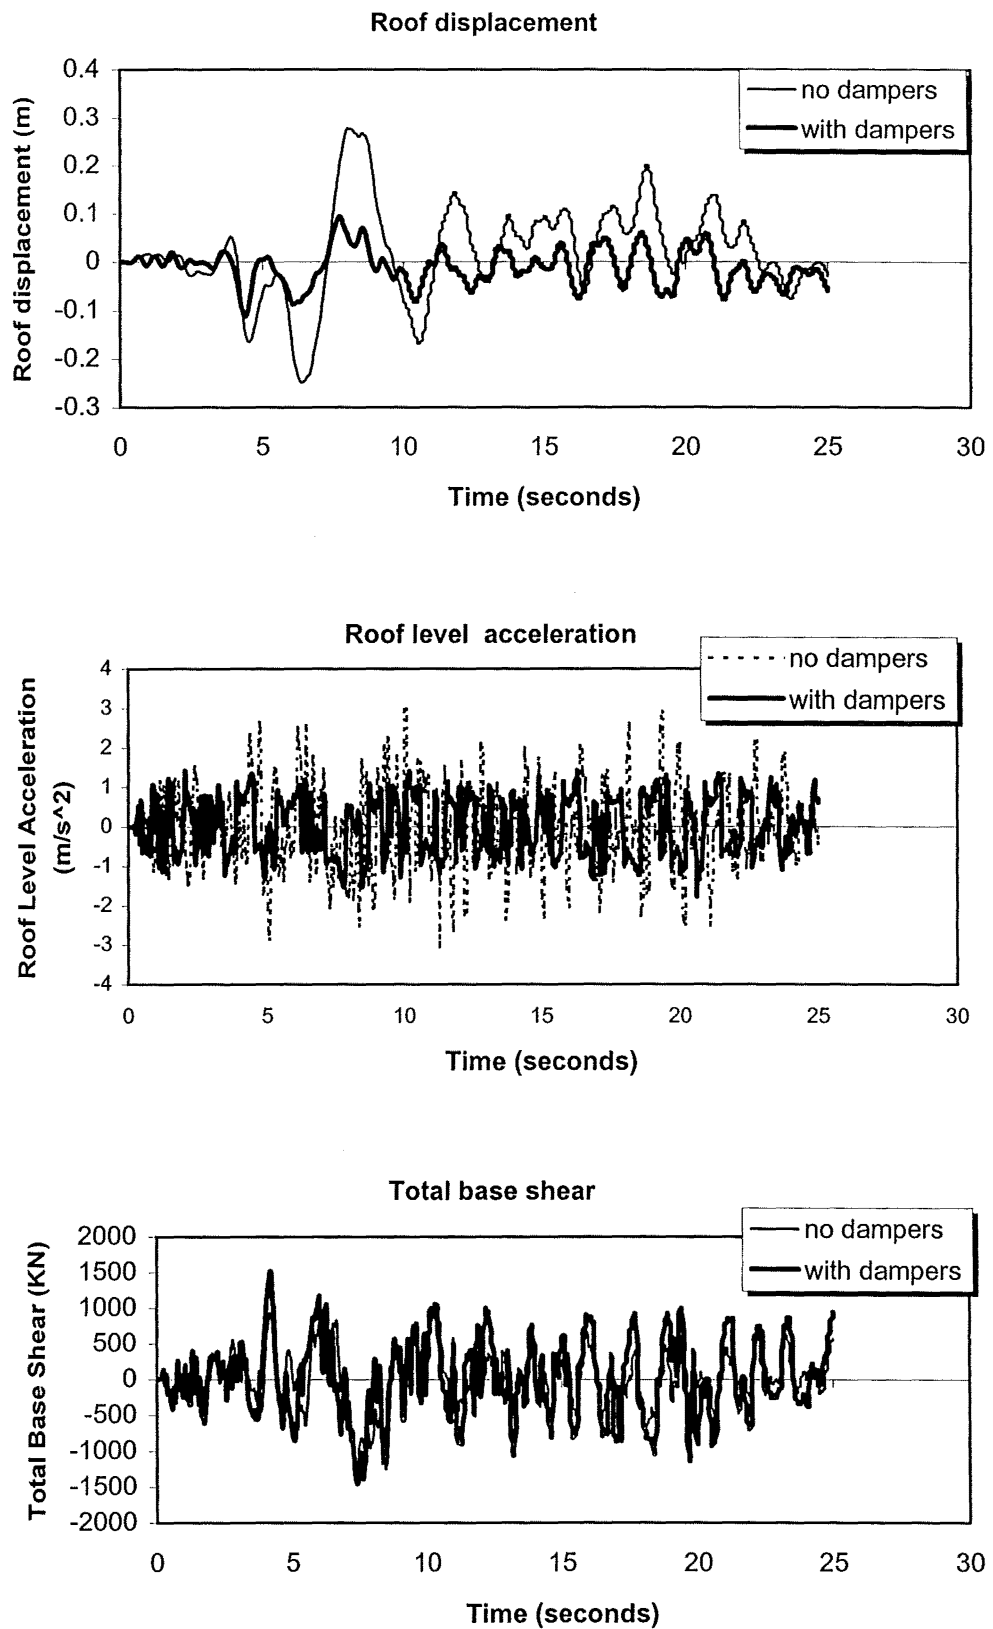 Roof displacement
no dampers
with dampers
Roof displacement (m)
0.4
0.3
0.2
0.1
0
-0.1
-0.2
-0.3
0 5 10 15 20 25 30
Time (seconds)
Roof level acceleration
no dampers
with dampers
Roof Level Acceleration
(m/s^2)
4
3
2
1
0
-1
-2
-3
-4
0 5 10 15 20 25 30
Time (seconds)
Total base shear
no dampers
with dampers
Total Base Shear (KN)
2000
1500
1000
500
0
-500
-1000
-1500
-2000
0 5 10 15 20 25 30
Time (seconds)